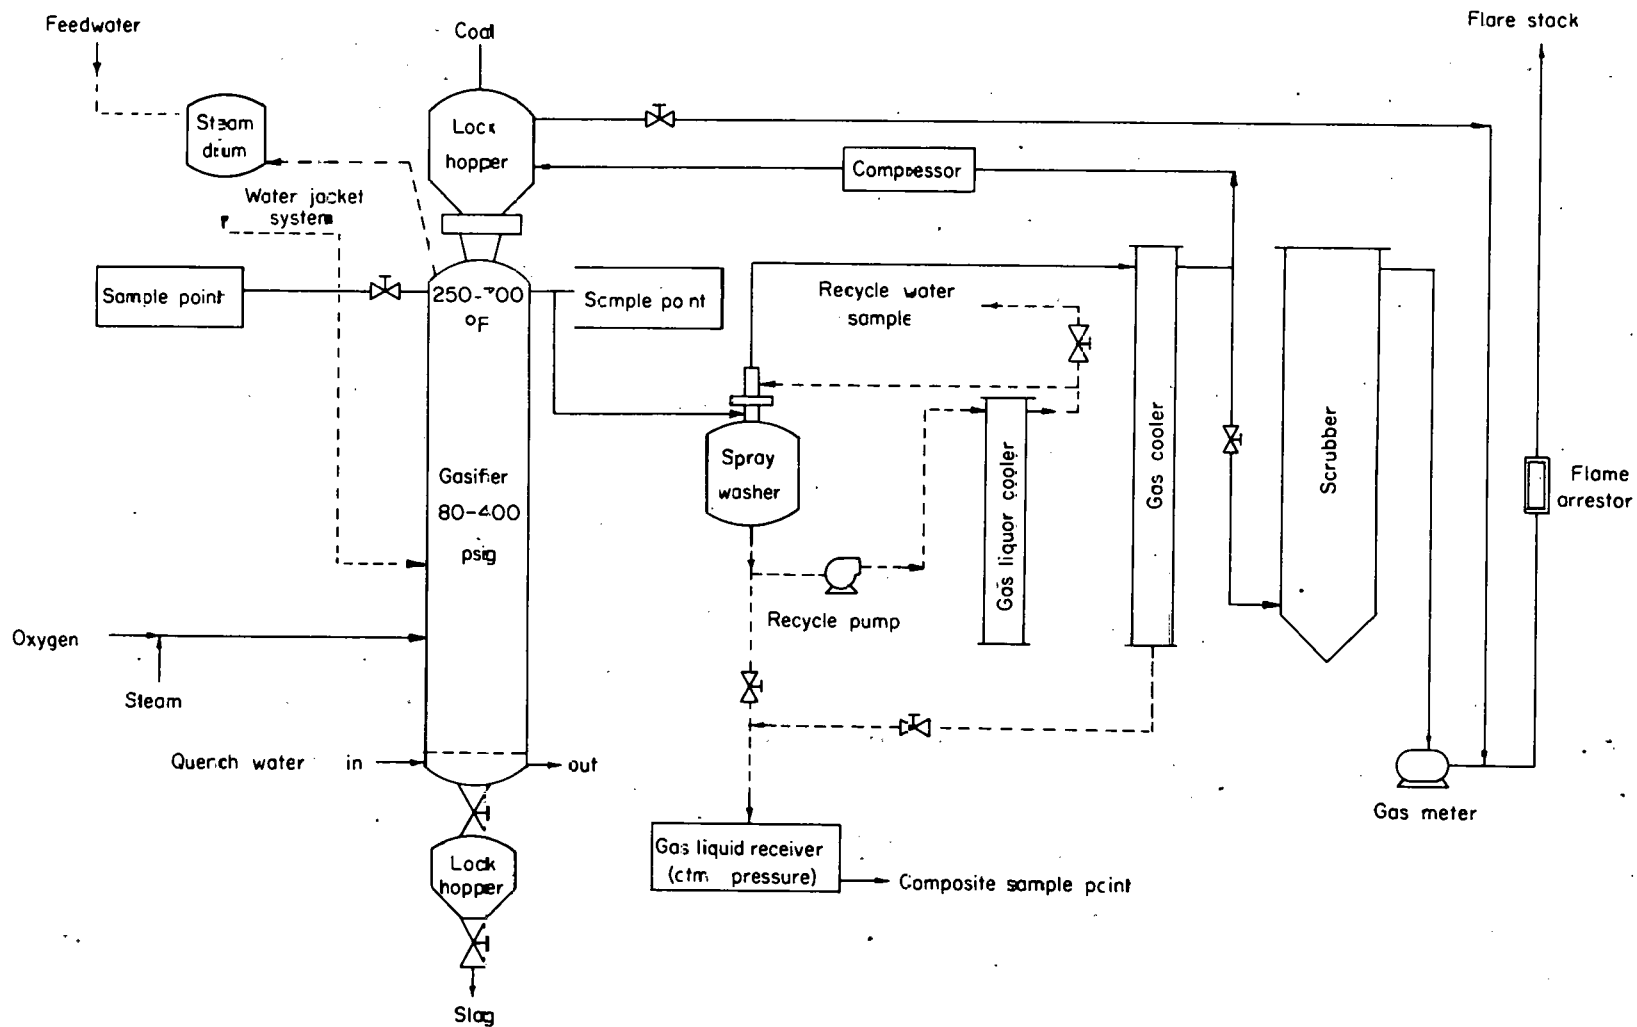 Feedwater
Coal
Flare stack
Steam
drum
Lock
hopper
Compressor
Water jacket
system
Sample point
250-700
°F
Sample point
Recycle water
sample
Gasifier
80-400
psig
Spray
washer
Gas liquor cooler
Gas cooler
Scrubber
Flame
arrestor
Recycle pump
Oxygen
Steam
Quench water in
out
Gas meter
Lock
hopper
Gas liquid receiver
(atm pressure)
Composite sample point
Slag